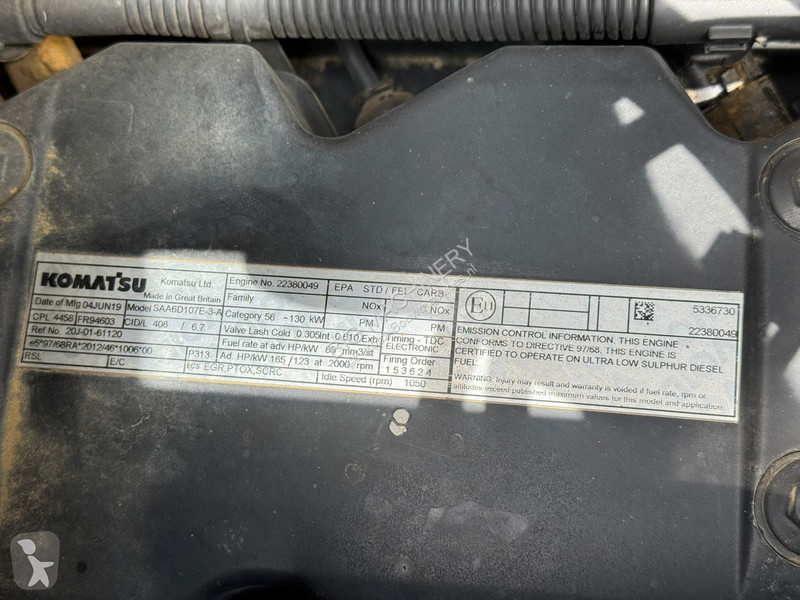 KOMATSU Komatsu Ltd.
Made in Great Britain
Date of Mfg 04JUN19 Model SAA6D107E-3-A
CPL 4458 FR94603 CID/L 408 / 6.7
Ref No. 20J-01-61120
e5*97/68RA*2012/46*1006*00 P313
RSL E/C Ecs EGR,PTOX,SCRC
Engine No. 22380049 EPA STD / FEL CARB
Family NOx NOx
Category 56 -130 kW PM PM
Valve Lash Cold 0.305Int 0.610 Exh Timing - TDC
Fuel rate at adv. HP/kW mm3/st ELECTRONIC
Ad. HP/kW 165 /123 at 2000 rpm Firing Order
Idle Speed (rpm) 1050 1 5 3 6 2 4
E11 5336730
22380049
EMISSION CONTROL INFORMATION. THIS ENGINE
CONFORMS TO DIRECTIVE 97/68. THIS ENGINE IS
CERTIFIED TO OPERATE ON ULTRA LOW SULPHUR DIESEL
FUEL
WARNING: Injury may result and warranty is voided if fuel rate, rpm or
altitudes exceed published maximum values for this model and application.